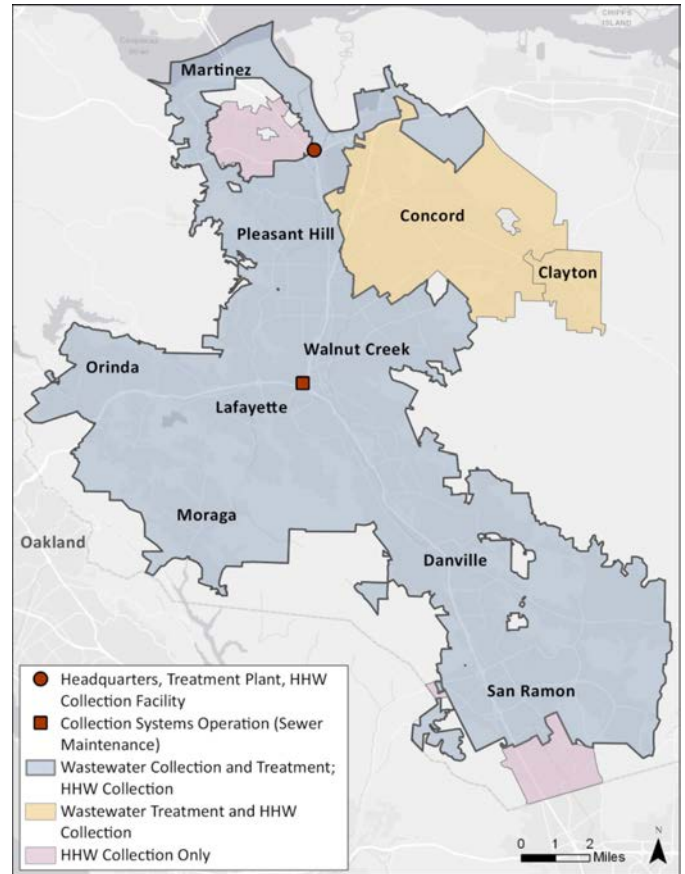 CHIPPS
ISLAND
Martinez
Concord
Pleasant Hill
Clayton
Walnut Creek
Orinda
Lafayette
Moraga
Oakland
Danville
San Ramon
Headquarters, Treatment Plant, HHW
Collection Facility
Collection Systems Operation (Sewer
Maintenance)
Wastewater Collection and Treatment;
HHW Collection
Wastewater Treatment and HHW
Collection
HHW Collection Only
N
0 1 2
Miles